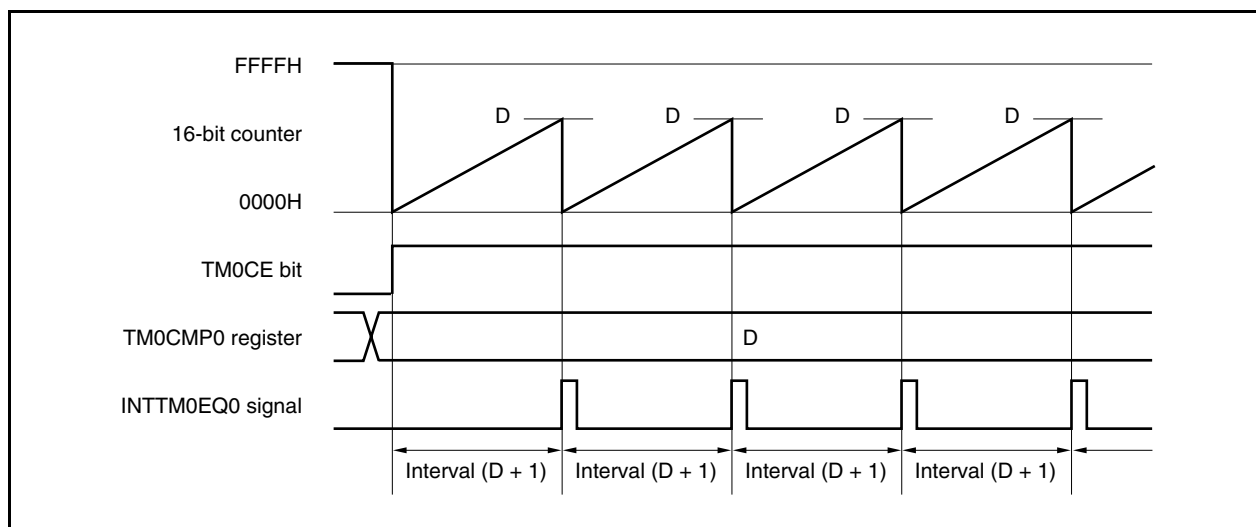 FFFFH
D D D D
16-bit counter
0000H
TM0CE bit
TM0CMP0 register D
INTTM0EQ0 signal
Interval (D + 1) Interval (D + 1) Interval (D + 1) Interval (D + 1)